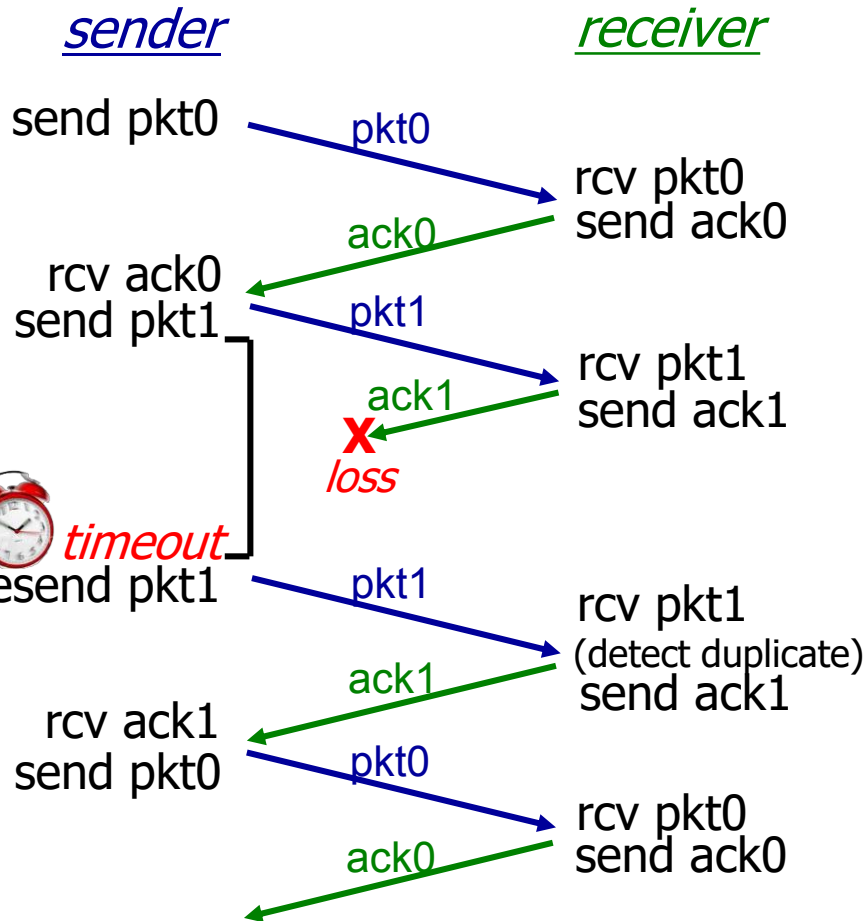 sender
receiver
send pkt0
pkt0
rcv pkt0
send ack0
ack0
rcv ack0
send pkt1
pkt1
rcv pkt1
send ack1
ack1
X
loss
timeout
esend pkt1
pkt1
rcv pkt1
(detect duplicate)
send ack1
ack1
rcv ack1
send pkt0
pkt0
rcv pkt0
send ack0
ack0